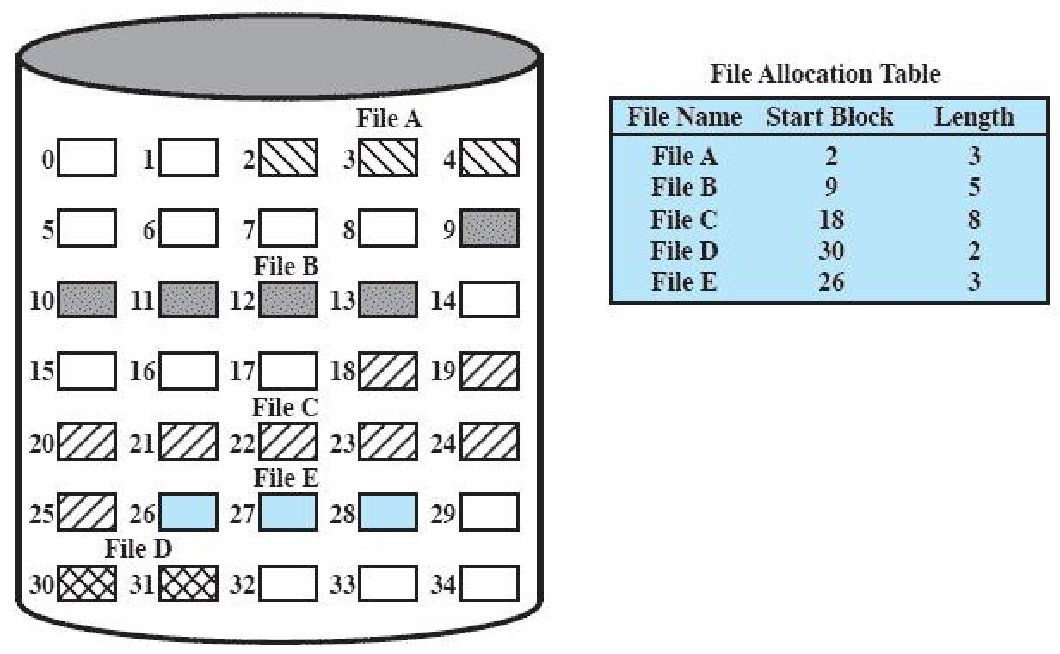 File A
0 1 2 3 4
5 6 7 8 9
File B
10 11 12 13 14
15 16 17 18 19
File C
20 21 22 23 24
File E
25 26 27 28 29
File D
30 31 32 33 34
File Allocation Table
File Name Start Block Length
File A 2 3
File B 9 5
File C 18 8
File D 30 2
File E 26 3